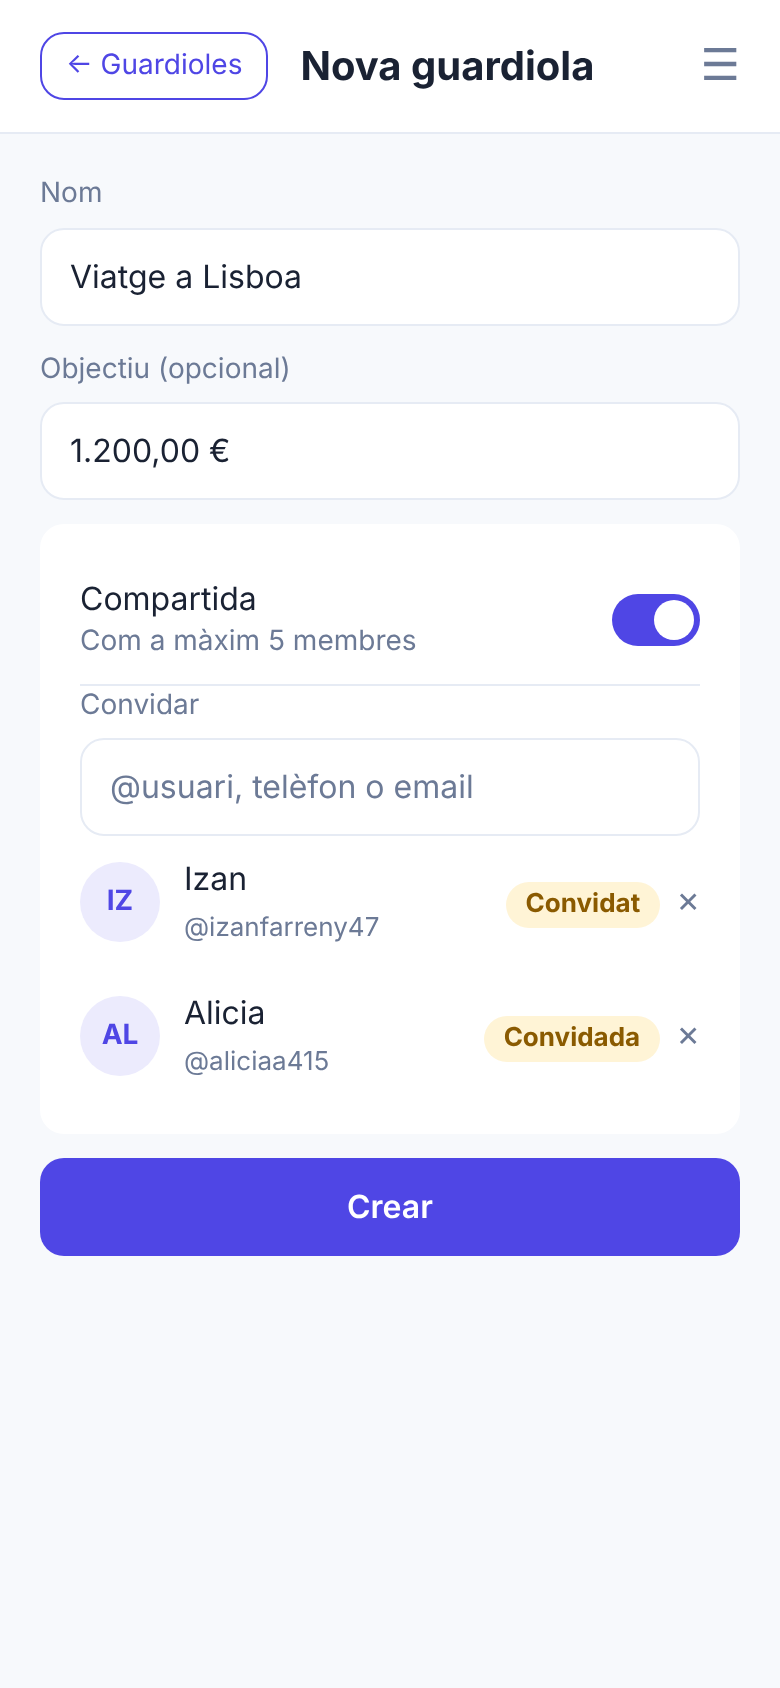 ← Guardioles
Nova guardiola
☰
Nom
Viatge a Lisboa
Objectiu (opcional)
1.200,00 €
Compartida
Com a màxim 5 membres
Convidar
@usuari, telèfon o email
IZ
Izan
@izanfarreny47
Convidat
✕
AL
Alicia
@aliciaa415
Convidada
✕
Crear